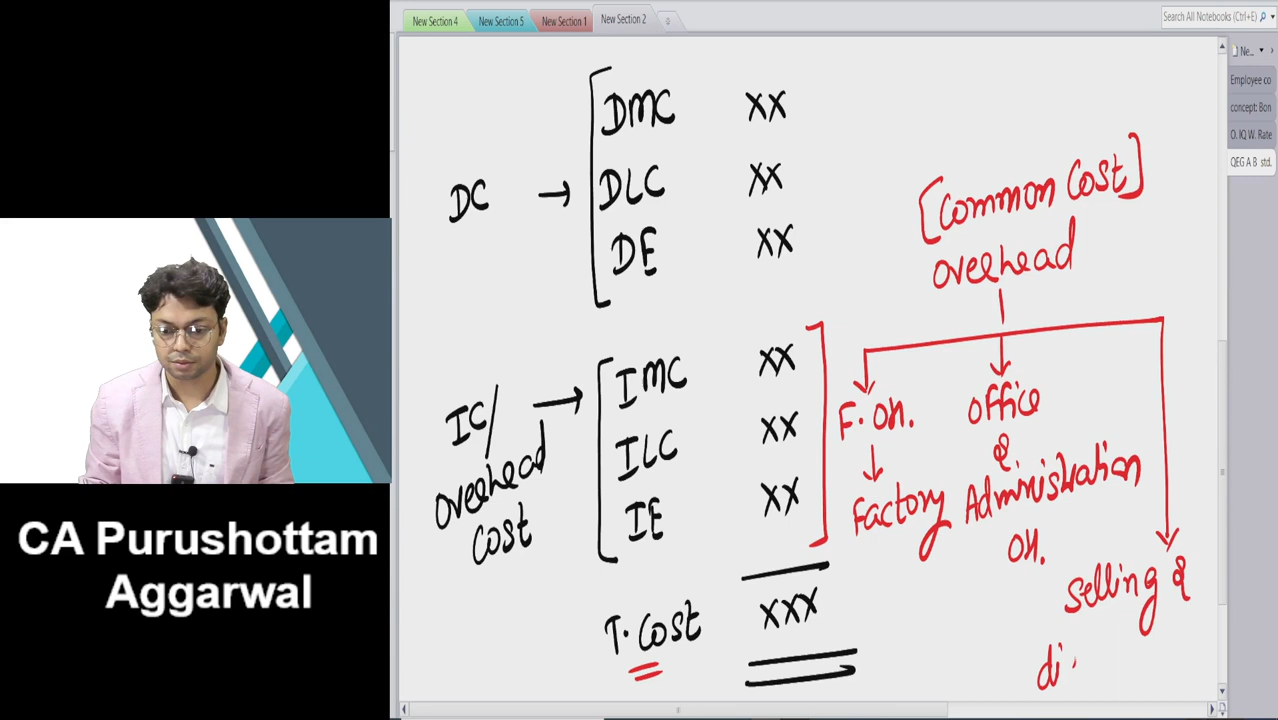 New Section 4
New Section 5
New Section 1
New Section 2
Search All Notebooks (Ctrl+E)
Ne...
Employee co
concept: Bon
O. IQ W. Rate
QEG A B std.
DC → DMC XX
DLC XX
DE XX
IC/ overhead cost → IMC XX
ILC XX
IE XX
T. Cost XXX
[Common Cost]
overhead
F. OH.
Factory
office
&
Administration
OH.
selling &
di
CA Purushottam
Aggarwal